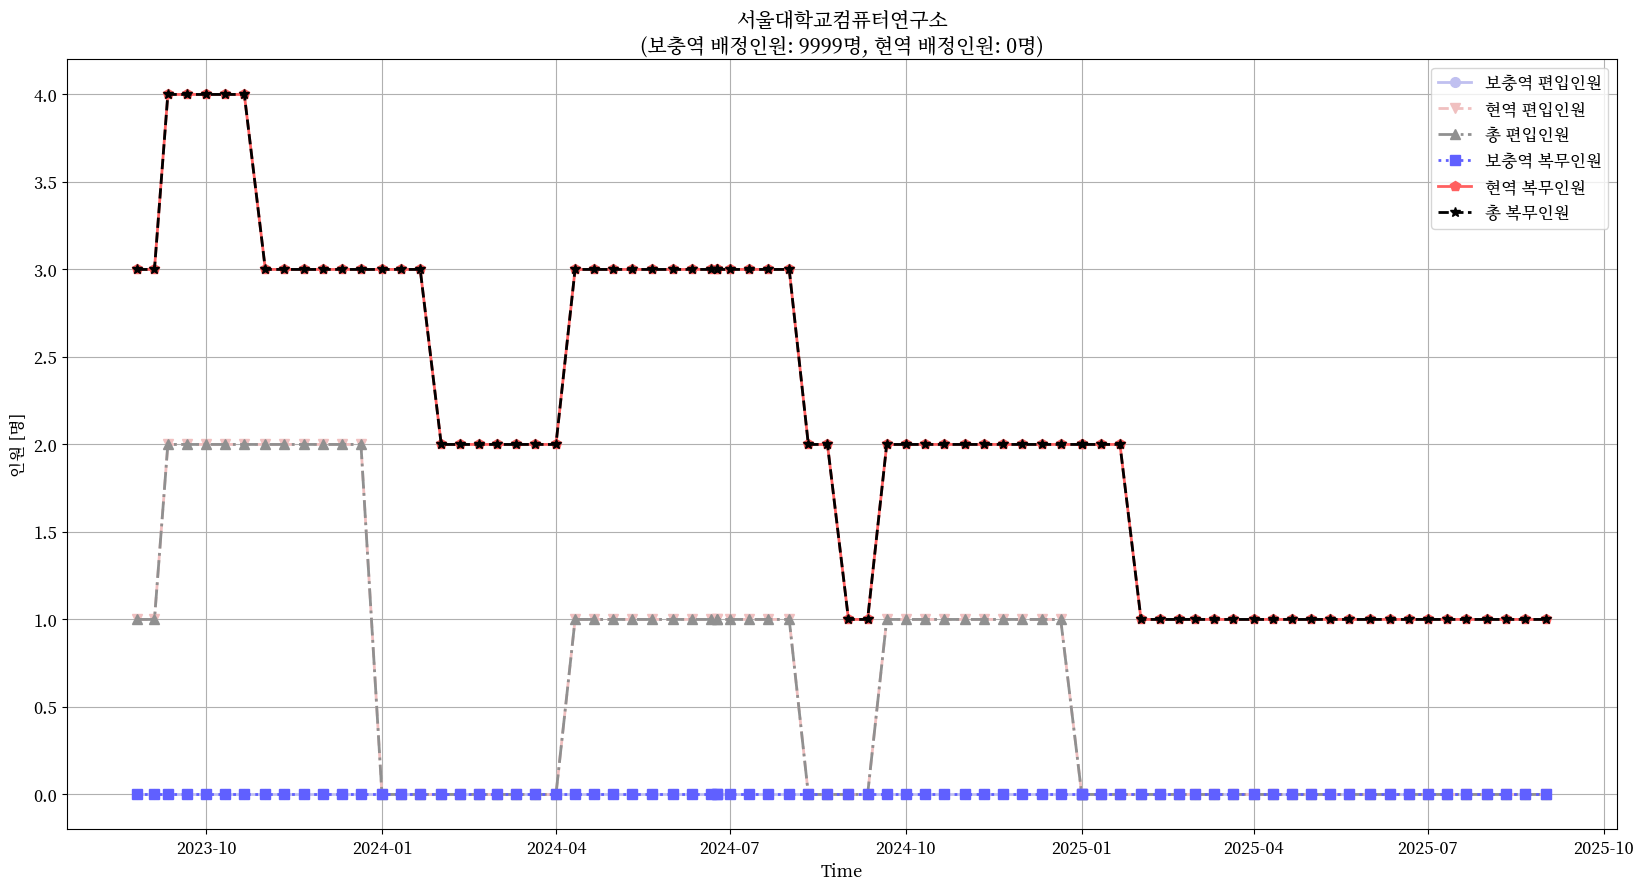 서울대학교컴퓨터연구소
(보충역 배정인원: 9999명, 현역 배정인원: 0명)
보충역 편입인원
현역 편입인원
총 편입인원
보충역 복무인원
현역 복무인원
총 복무인원
인원 [명]
4.0
3.5
3.0
2.5
2.0
1.5
1.0
0.5
0.0
2023-10
2024-01
2024-04
2024-07
2024-10
2025-01
2025-04
2025-07
2025-10
Time